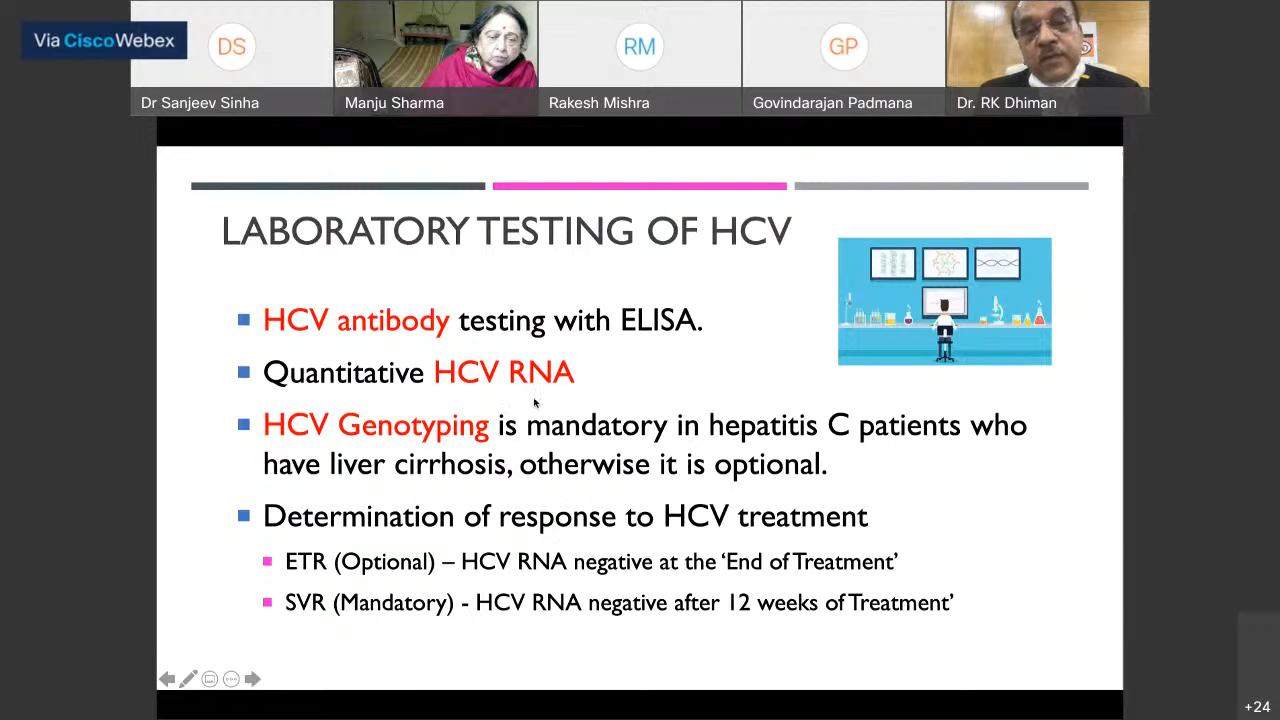 Via Cisco Webex
DS
RM
GP
Dr Sanjeev Sinha
Manju Sharma
Rakesh Mishra
Govindarajan Padmana
Dr. RK Dhiman
LABORATORY TESTING OF HCV
HCV antibody testing with ELISA.
Quantitative HCV RNA
HCV Genotyping is mandatory in hepatitis C patients who
have liver cirrhosis, otherwise it is optional.
Determination of response to HCV treatment
ETR (Optional) – HCV RNA negative at the ‘End of Treatment’
SVR (Mandatory) - HCV RNA negative after 12 weeks of Treatment’
+24